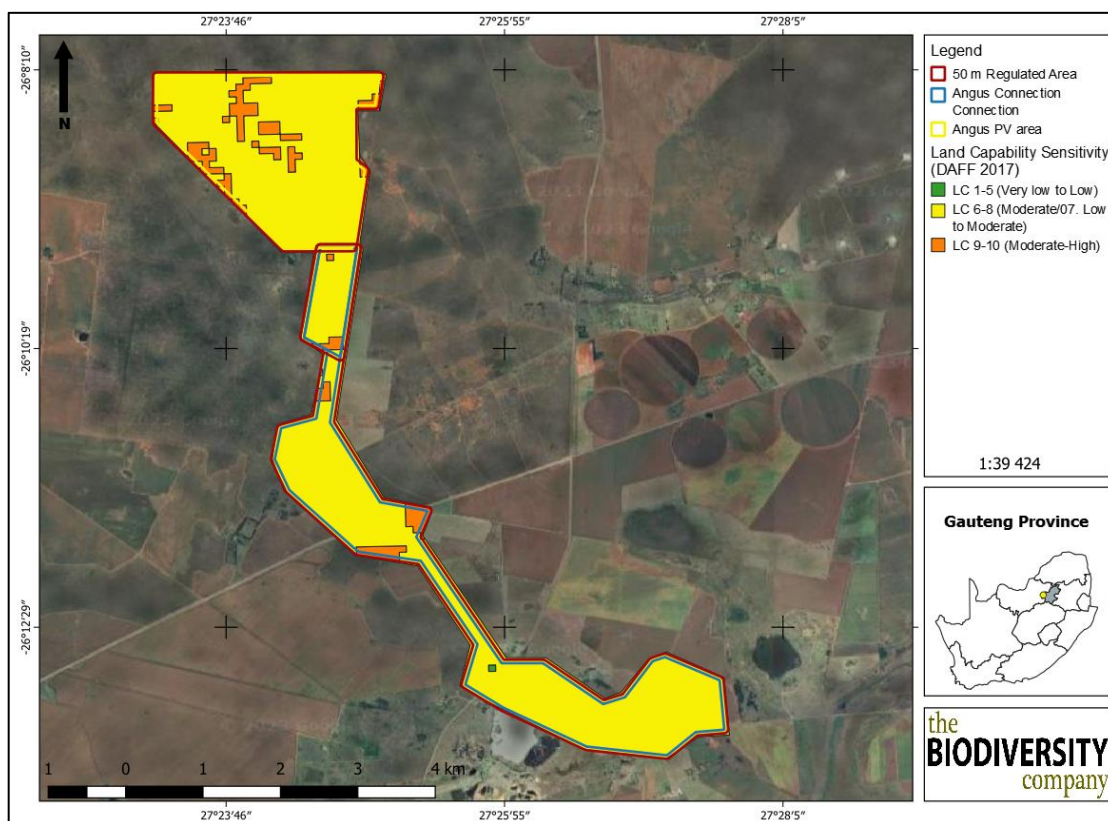 27°23'46" 27°25'55" 27°28'5"
-26°8'10"
-26°10'19"
-26°12'29"
N
1 0 1 2 3 4 km
27°23'46" 27°25'55" 27°28'5"
Legend
50 m Regulated Area
Angus Connection
Connection
Angus PV area
Land Capability Sensitivity
(DAFF 2017)
LC 1-5 (Very low to Low)
LC 6-8 (Moderate/07. Low
to Moderate)
LC 9-10 (Moderate-High)
1:39 424
Gauteng Province
the
BIODIVERSITY
company